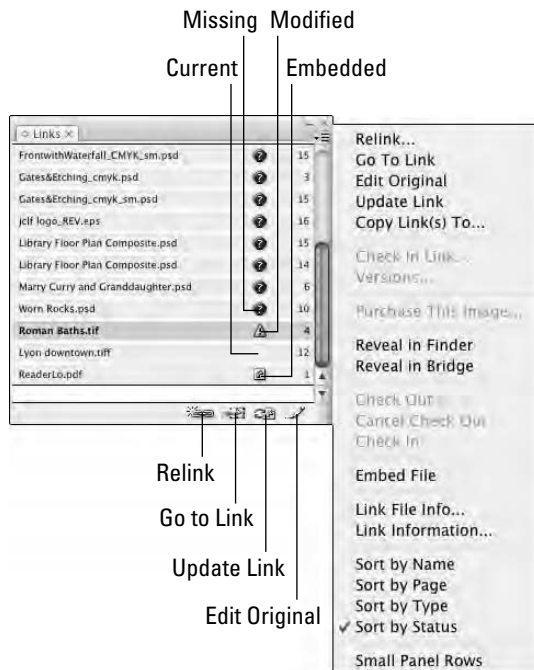 Missing Modified
Current Embedded
Links ×
FrontwithWaterfall_CMYK_sm.psd 15
Gates&Etching_cmyk.psd 3
Gates&Etching_cmyk_sm.psd 15
jclf logo_REV.eps 16
Library Floor Plan Composite.psd 15
Library Floor Plan Composite.psd 14
Marry Curry and Granddaughter.psd 6
Worn Rocks.psd 10
Roman Baths.tif 4
Lyon downtown.tiff 12
ReaderLo.pdf 1
Relink
Go to Link
Update Link
Edit Original
Relink...
Go To Link
Edit Original
Update Link
Copy Link(s) To...
Check In Link...
Versions...
Purchase This Image...
Reveal in Finder
Reveal in Bridge
Check Out
Cancel Check Out
Check In
Embed File
Link File Info...
Link Information...
Sort by Name
Sort by Page
Sort by Type
✓ Sort by Status
Small Panel Rows